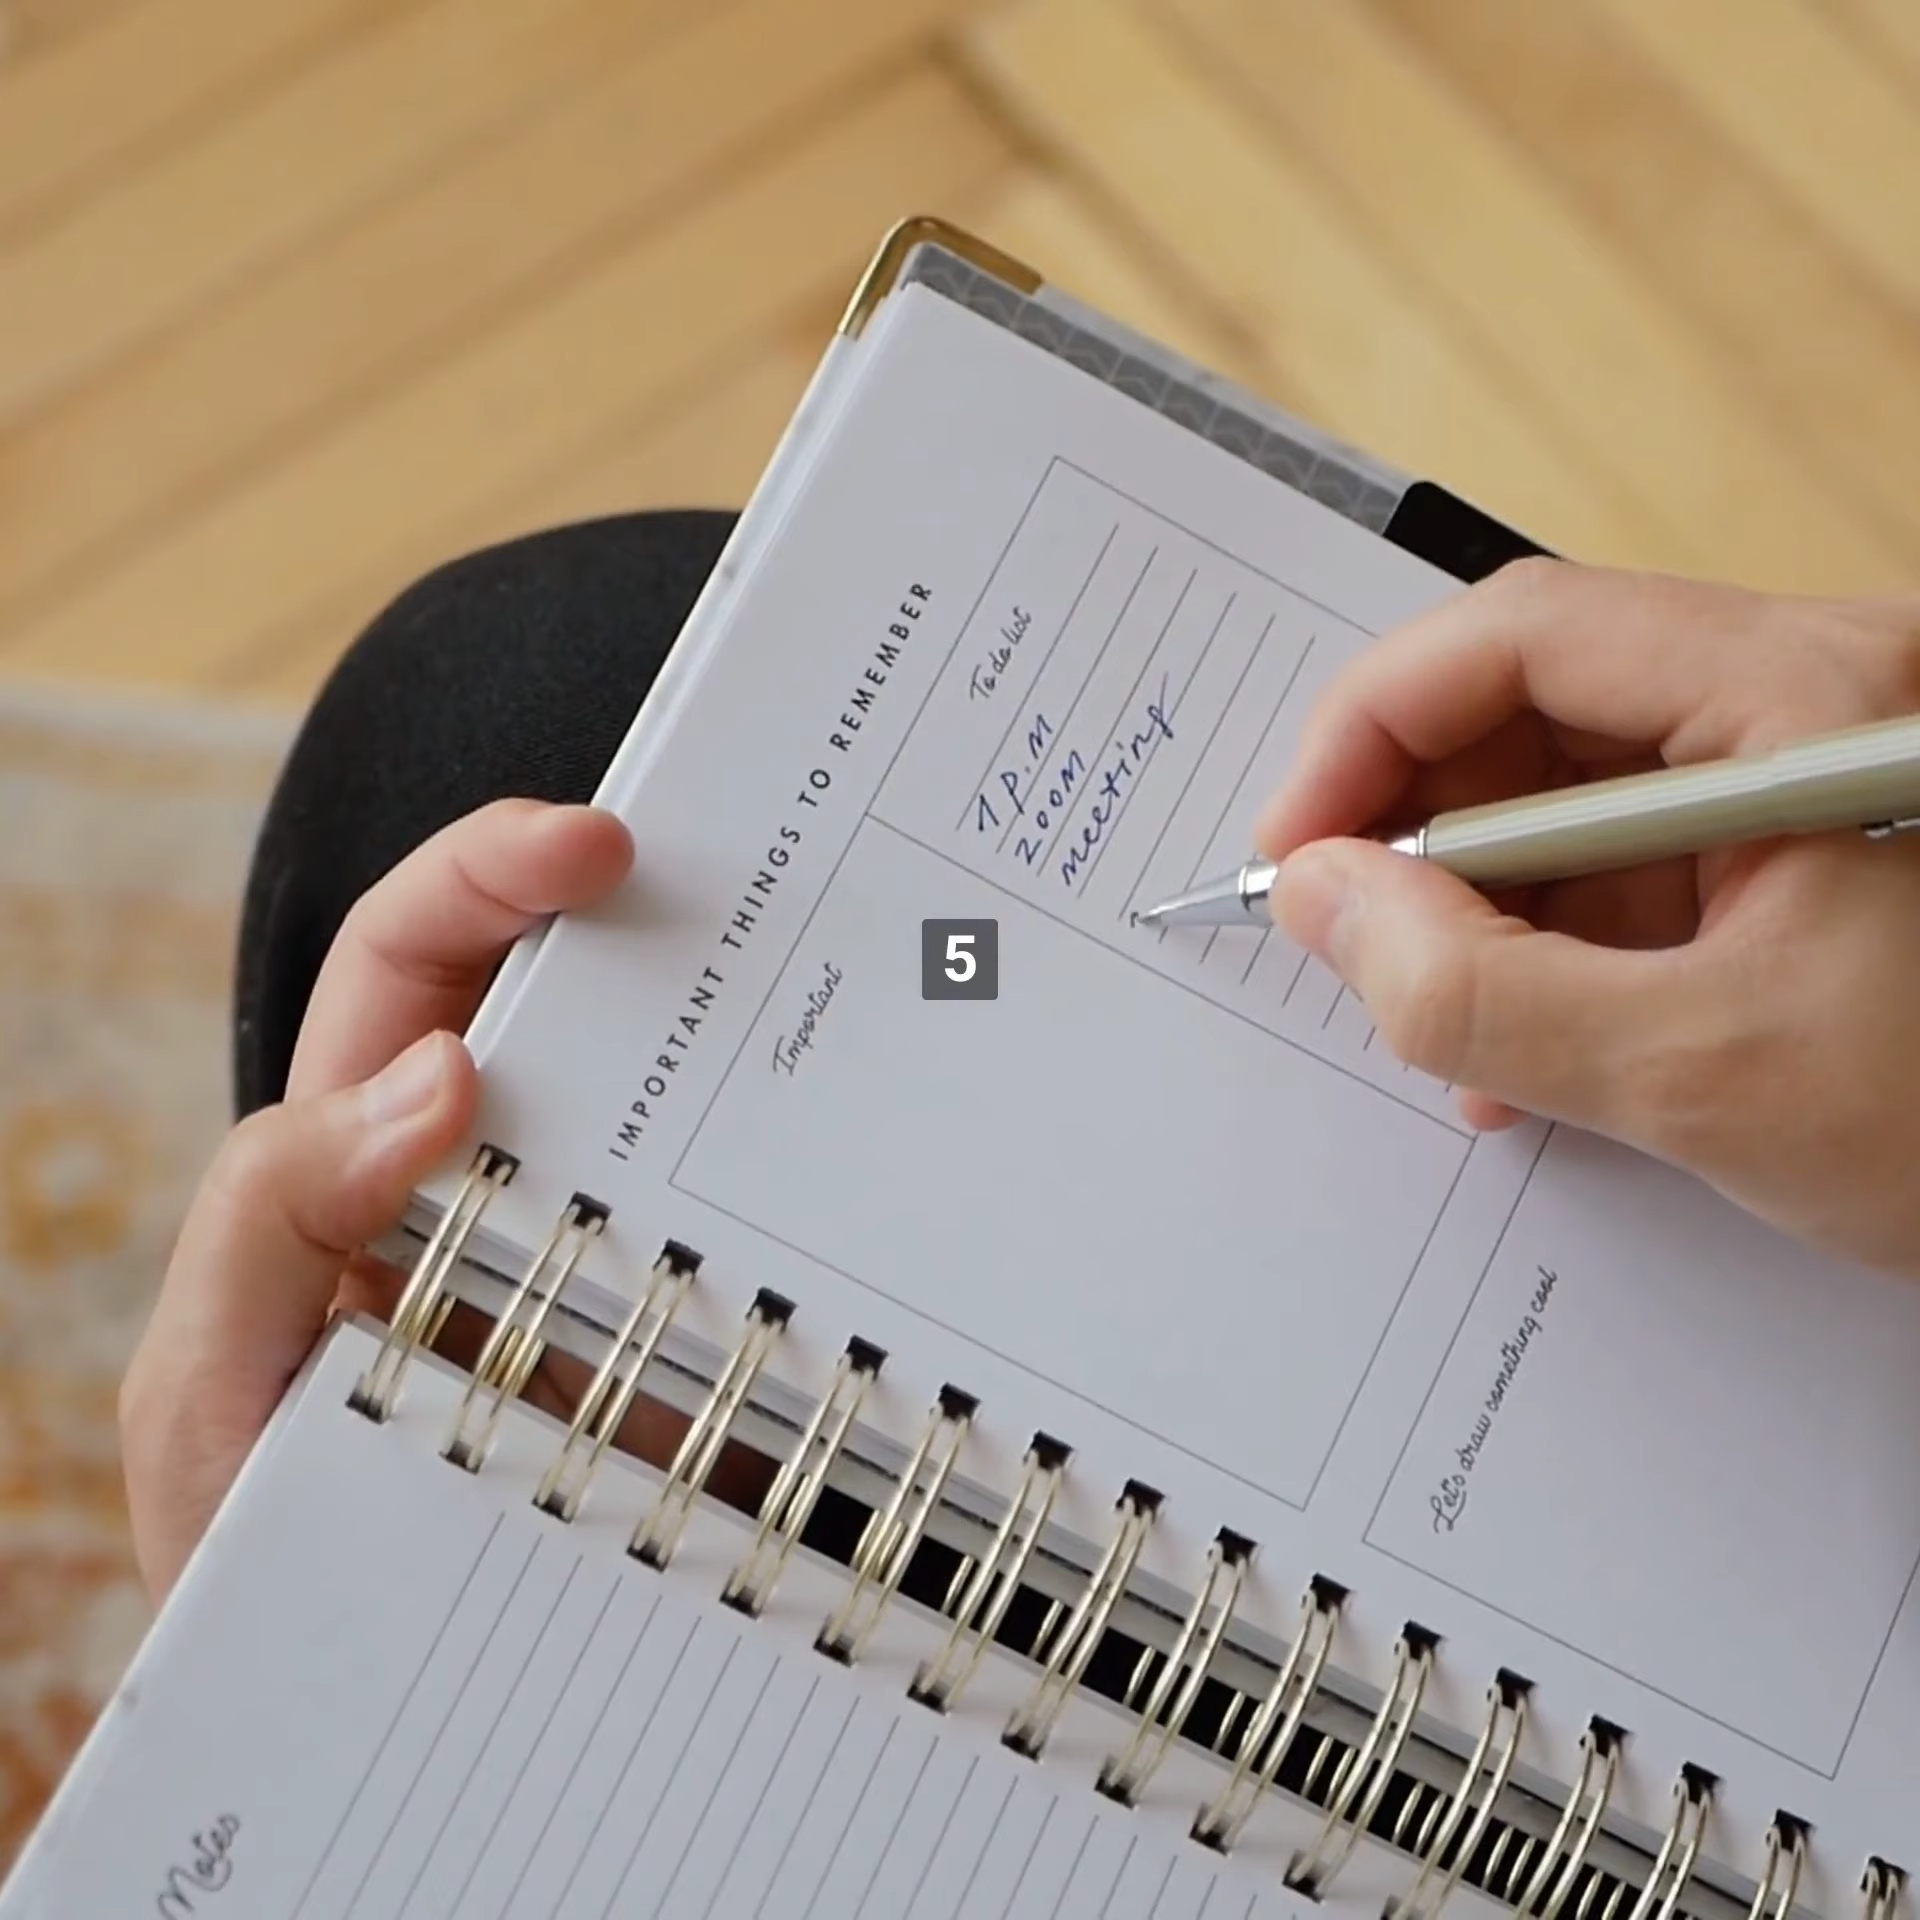 IMPORTANT THINGS TO REMEMBER
To do list
1 P.M
ZOOM
meeting
Important
5
Let's draw something cool
Notes